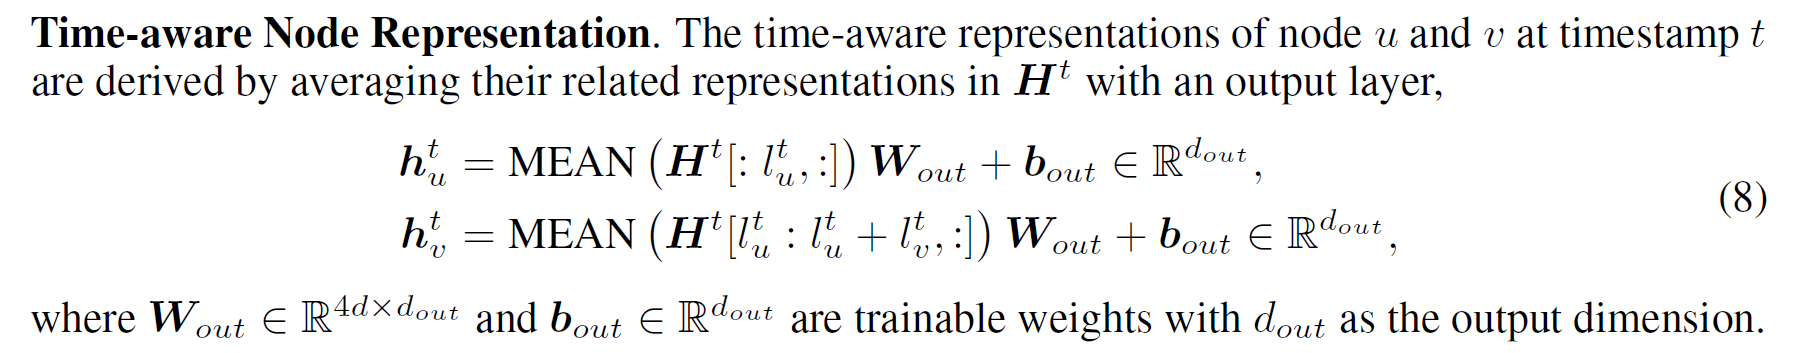 Time-aware Node Representation. The time-aware representations of node u and v at timestamp t
are derived by averaging their related representations in H^t with an output layer,
h_u^t = MEAN (H^t[: l_u^t, :]) W_out + b_out ∈ ℝ^{d_out},
h_v^t = MEAN (H^t[l_u^t : l_u^t + l_v^t, :]) W_out + b_out ∈ ℝ^{d_out},
(8)
where W_out ∈ ℝ^{4d×d_out} and b_out ∈ ℝ^{d_out} are trainable weights with d_out as the output dimension.